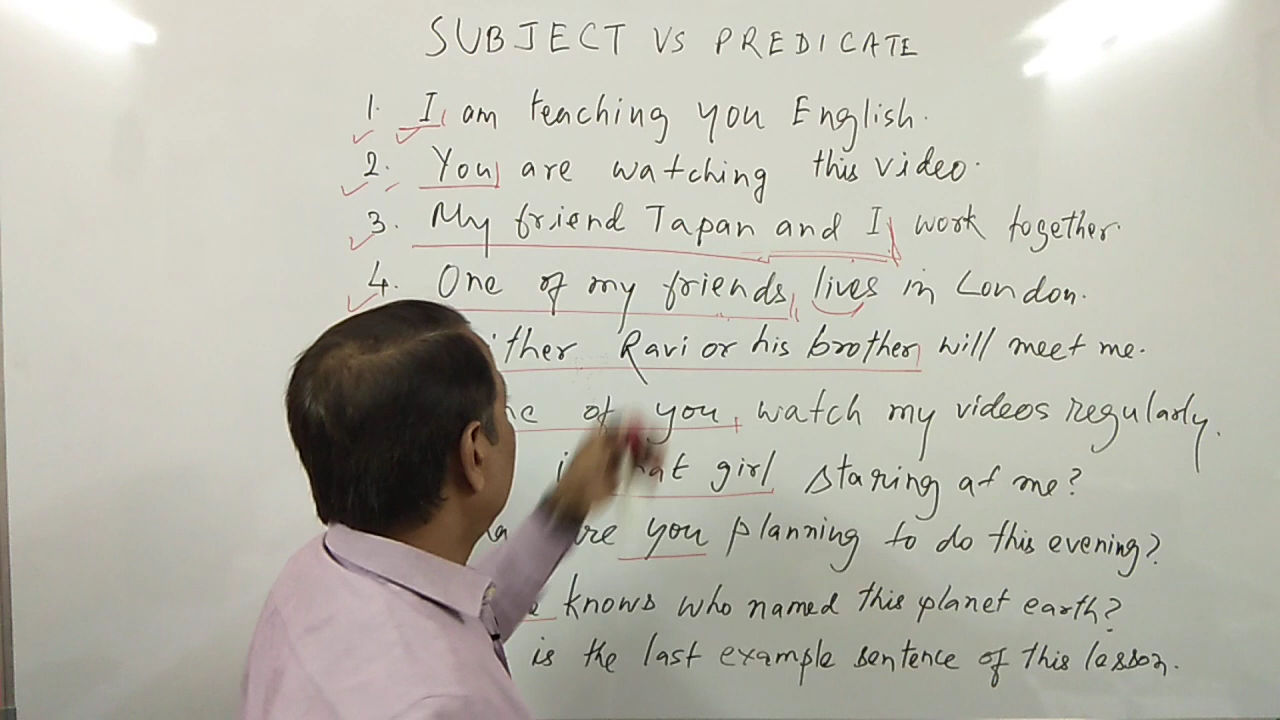 SUBJECT VS PREDICATE
1. I am teaching you English.
2. You are watching this video.
3. My friend Tapan and I work together.
4. One of my friends lives in London.
ither Ravi or his brother will meet me.
of you watch my videos regularly.
girl staring at me?
you planning to do this evening?
knows who named this planet earth?
is the last example sentence of this lesson.